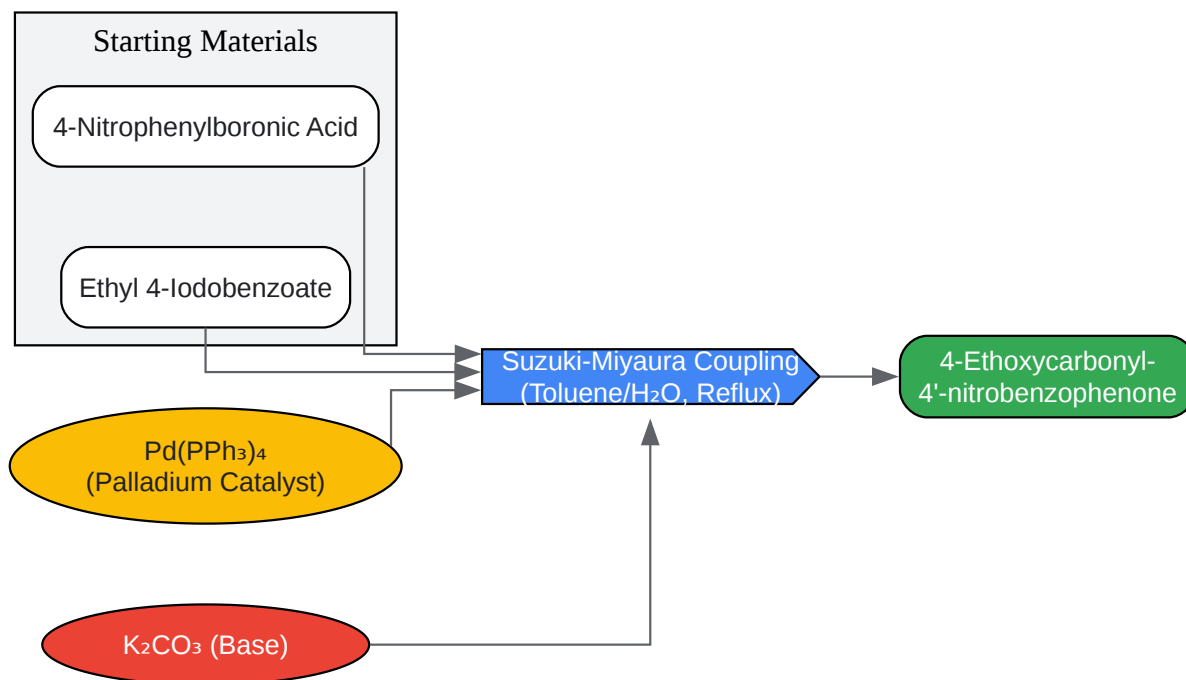 Starting Materials
4-Nitrophenylboronic Acid
Ethyl 4-Iodobenzoate
Suzuki-Miyaura Coupling
(Toluene/H₂O, Reflux)
4-Ethoxycarbonyl-
4'-nitrobenzophenone
Pd(PPh₃)₄
(Palladium Catalyst)
K₂CO₃ (Base)